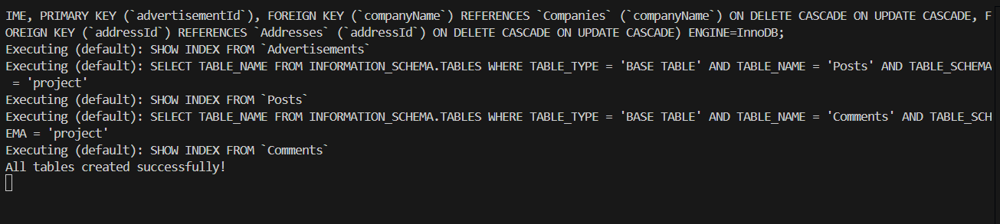 IME, PRIMARY KEY (`advertisementId`), FOREIGN KEY (`companyName`) REFERENCES `Companies` (`companyName`) ON DELETE CASCADE ON UPDATE CASCADE, F
OREIGN KEY (`addressId`) REFERENCES `Addresses` (`addressId`) ON DELETE CASCADE ON UPDATE CASCADE) ENGINE=InnoDB;
Executing (default): SHOW INDEX FROM `Advertisements`
Executing (default): SELECT TABLE_NAME FROM INFORMATION_SCHEMA.TABLES WHERE TABLE_TYPE = 'BASE TABLE' AND TABLE_NAME = 'Posts' AND TABLE_SCHEMA
 = 'project'
Executing (default): SHOW INDEX FROM `Posts`
Executing (default): SELECT TABLE_NAME FROM INFORMATION_SCHEMA.TABLES WHERE TABLE_TYPE = 'BASE TABLE' AND TABLE_NAME = 'Comments' AND TABLE_SCH
EMA = 'project'
Executing (default): SHOW INDEX FROM `Comments`
All tables created successfully!